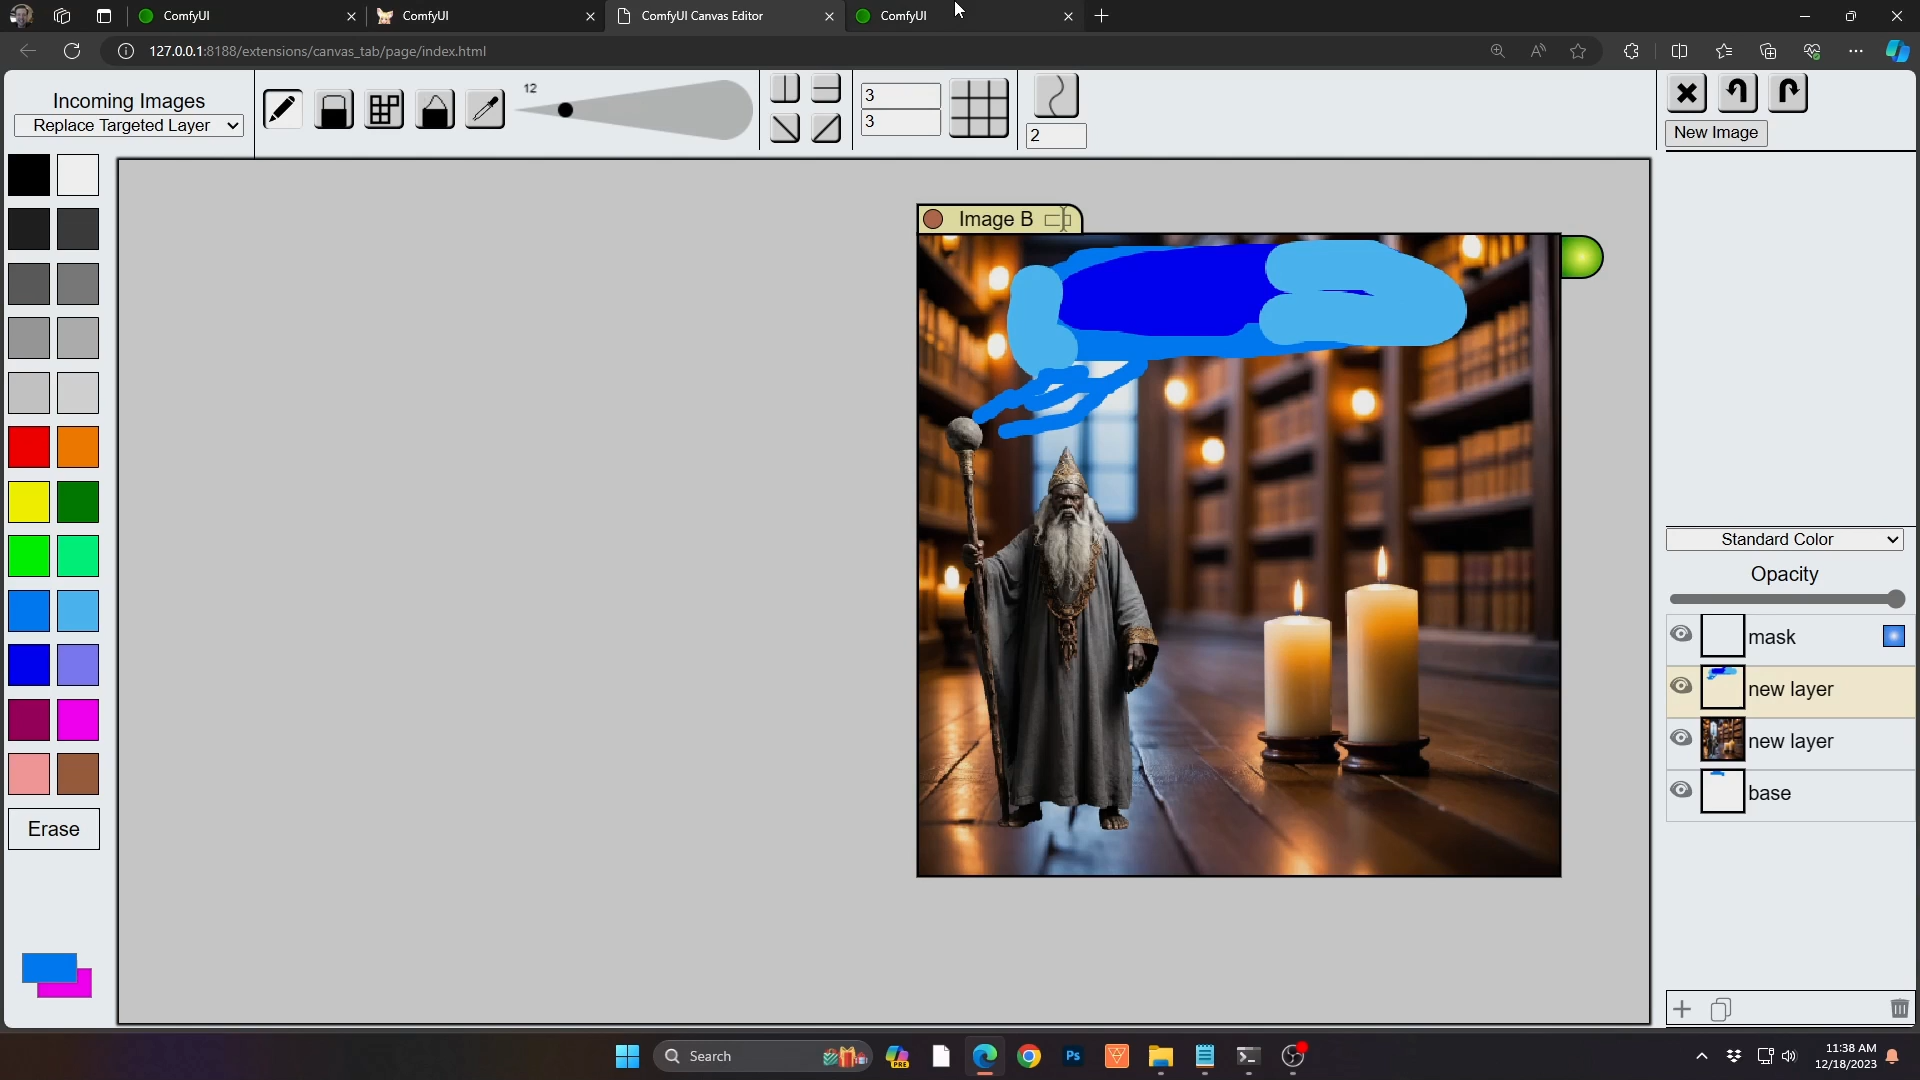 ComfyUI
ComfyUI
ComfyUI Canvas Editor
ComfyUI
127.0.0.1:8188/extensions/canvas_tab/page/index.html
Incoming Images
Replace Targeted Layer
12
3
3
2
New Image
Image B
Standard Color
Opacity
mask
new layer
new layer
base
Erase
Search
PRE
Ps
11:38 AM
12/18/2023